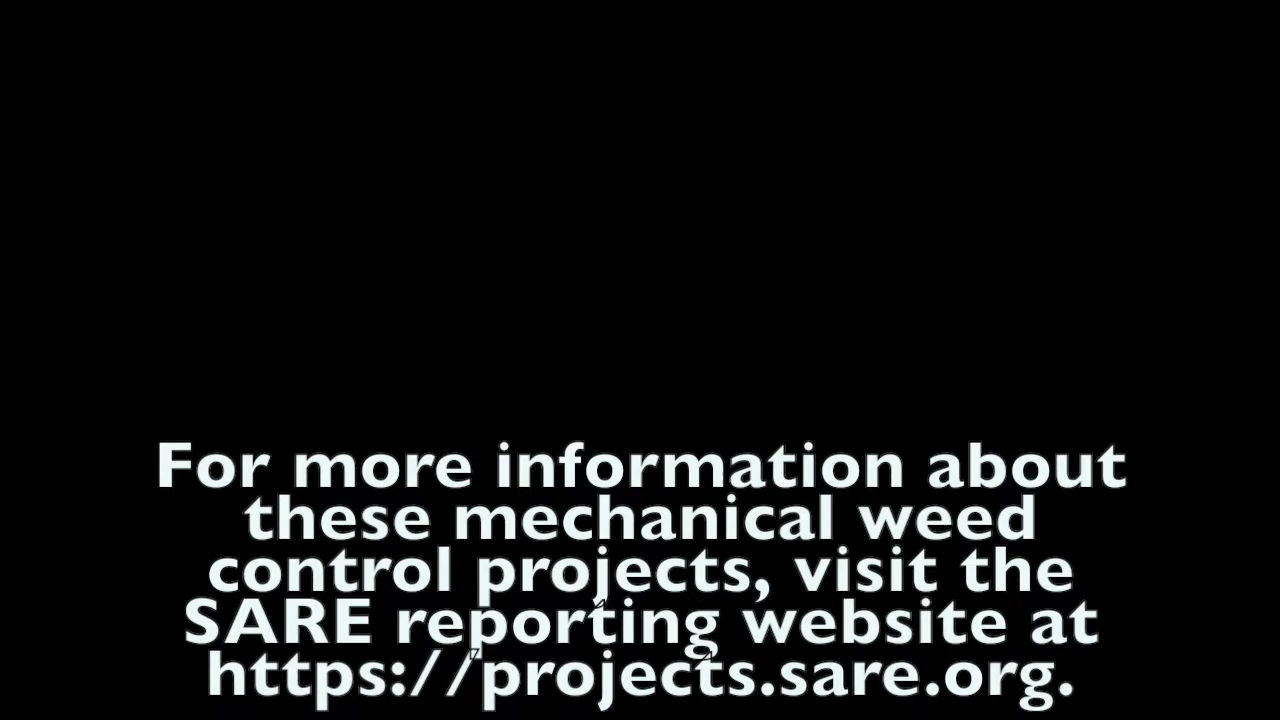 For more information about
these mechanical weed
control projects, visit the
SARE reporting website at
https://projects.sare.org.